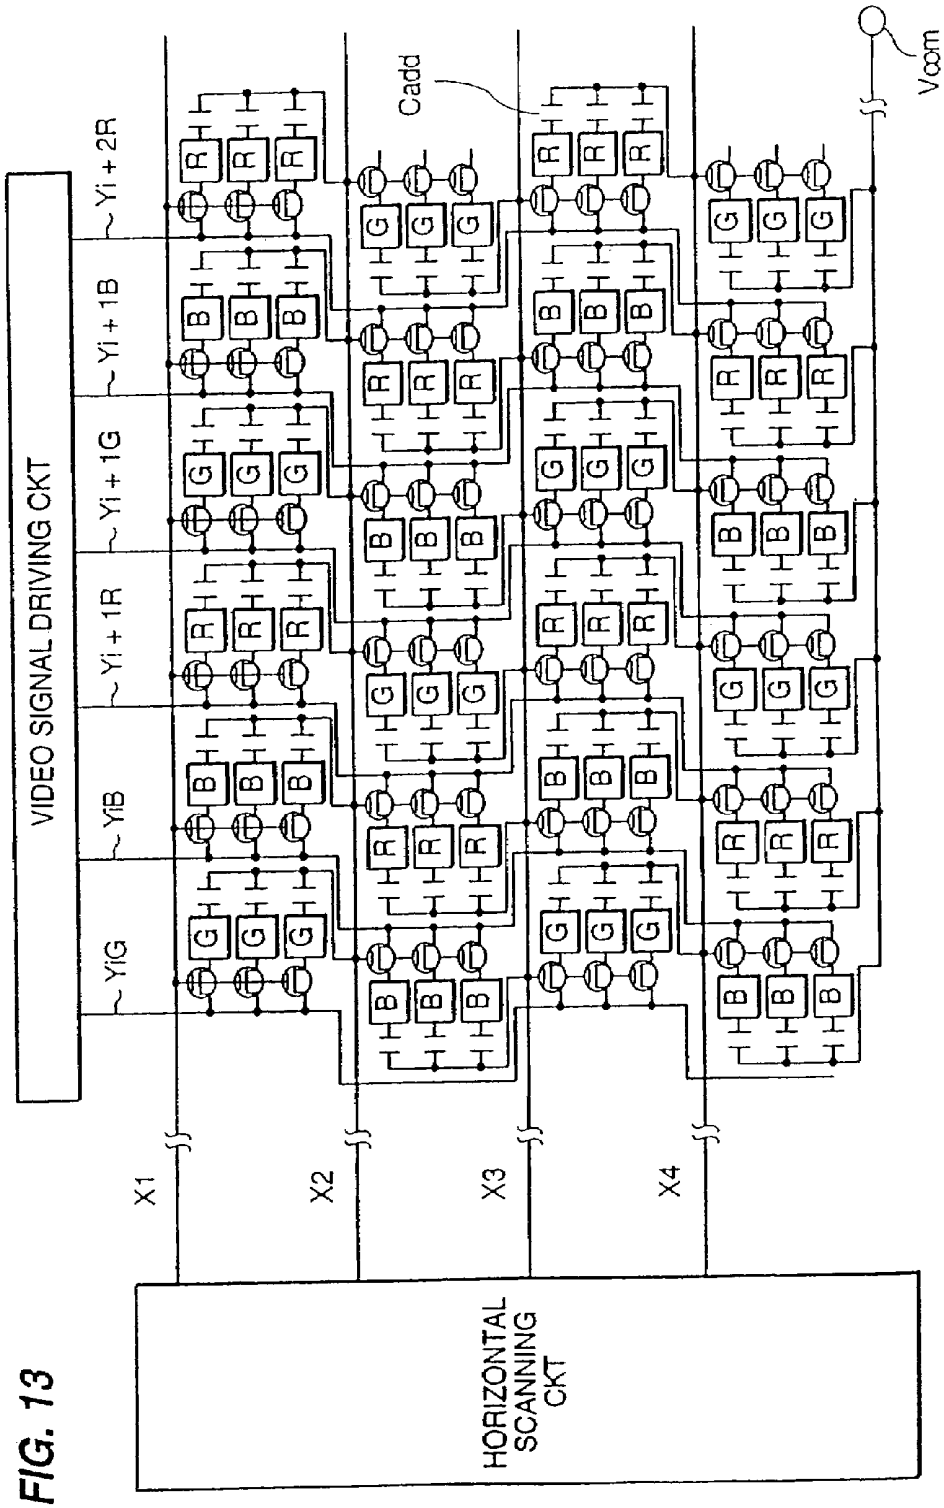 FIG. 13
VIDEO SIGNAL DRIVING CKT
YiG YiB Yi + 1R Yi + 1G Yi + 1B Yi + 2R
X1
G B R G B R
G B R G B R
G B R G B R
X2
B R G B R G
B R G B R G
B R G B R G
Cadd
X3
G B R G B R
G B R G B R
G B R G B R
X4
B R G B R G
B R G B R G
B R G B R G
Vcom
HORIZONTAL
SCANNING
CKT